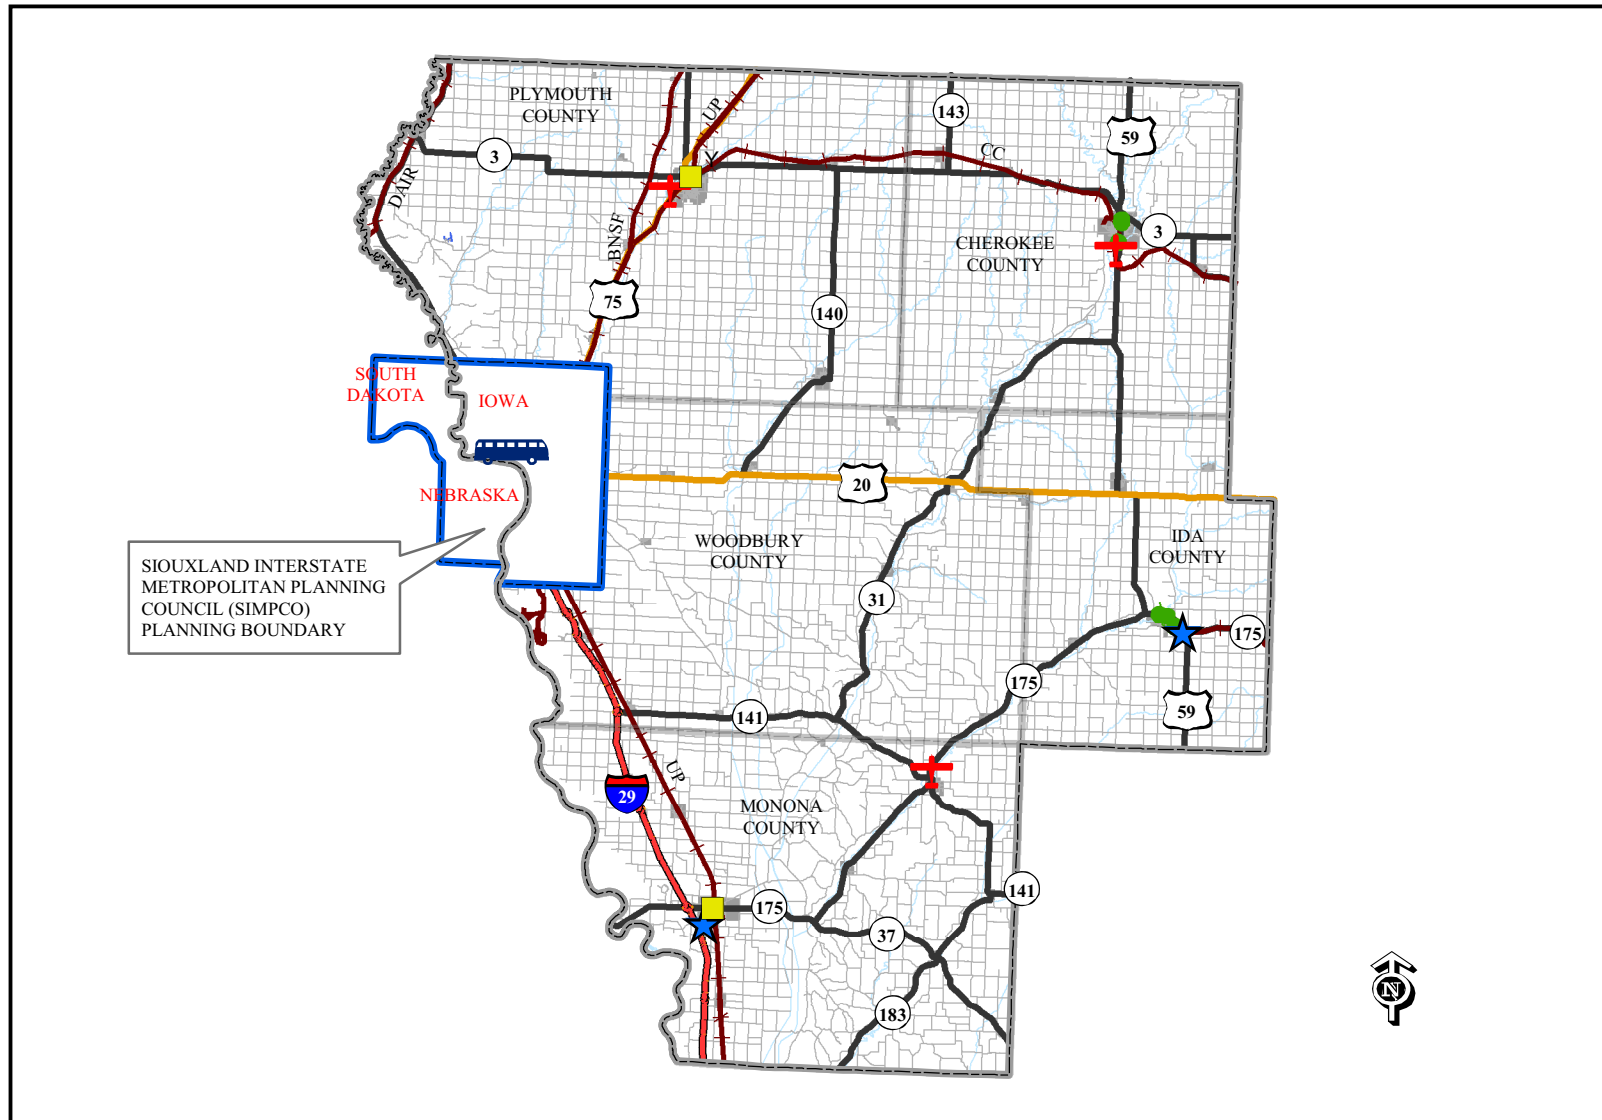 PLYMOUTH
COUNTY
UP
143
59
3
CC
DAIR
3
BNSF
CHEROKEE
COUNTY
75
140
SOUTH
DAKOTA
IOWA
NEBRASKA
20
WOODBURY
COUNTY
IDA
COUNTY
SIOUXLAND INTERSTATE
METROPOLITAN PLANNING
COUNCIL (SIMPCO)
PLANNING BOUNDARY
31
175
175
59
141
UP
29
MONONA
COUNTY
141
175
37
183
N